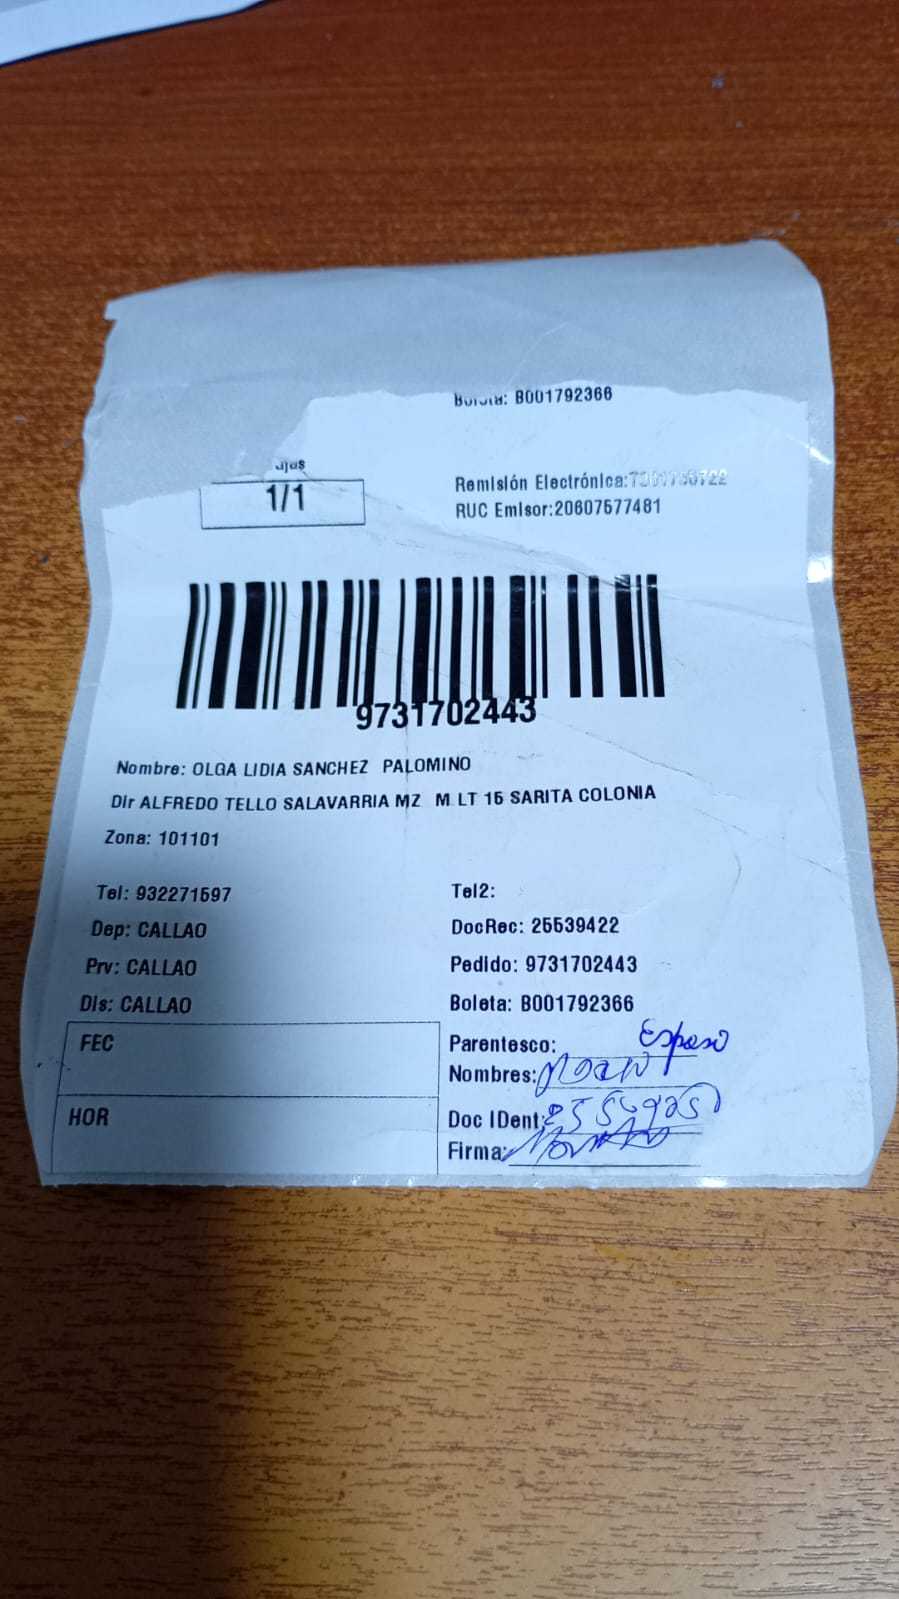 Boleta: B001792366
1/1
Remisión Electrónica:
RUC Emisor:20607577481
9731702443
Nombre: OLGA LIDIA SANCHEZ PALOMINO
Dir ALFREDO TELLO SALAVARRIA MZ M LT 15 SARITA COLONIA
Zona: 101101
Tel: 932271597
Tel2:
Dep: CALLAO
DocRec: 25539422
Prv: CALLAO
Pedido: 9731702443
Dis: CALLAO
Boleta: B001792366
FEC
Parentesco: Esposo
Nombres:
HOR
Doc IDent:
Firma: